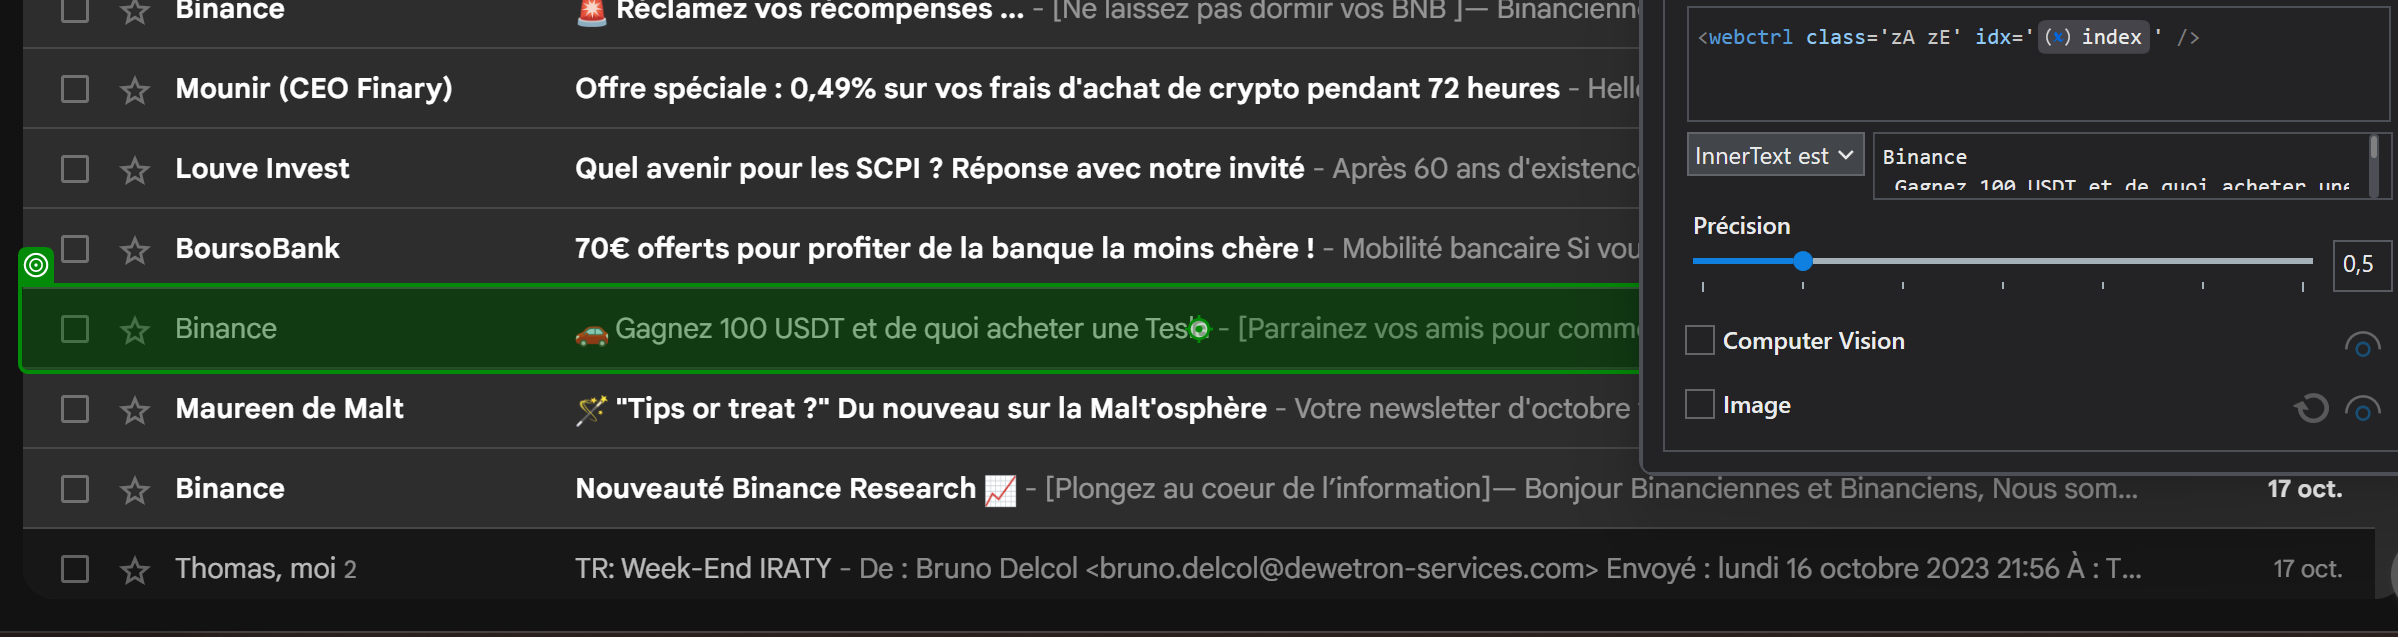 Binance 🚨 Réclamez vos récompenses ... - [Ne laissez pas dormir vos BNB ]— Binancienn
Mounir (CEO Finary) Offre spéciale : 0,49% sur vos frais d'achat de crypto pendant 72 heures - Hell
Louve Invest Quel avenir pour les SCPI ? Réponse avec notre invité - Après 60 ans d'existenc
BoursoBank 70€ offerts pour profiter de la banque la moins chère ! - Mobilité bancaire Si vou
Binance 🚗 Gagnez 100 USDT et de quoi acheter une Tesla - [Parrainez vos amis pour comm
Maureen de Malt "Tips or treat ?" Du nouveau sur la Malt'osphère - Votre newsletter d'octobre
Binance Nouveauté Binance Research 📈 - [Plongez au coeur de l’information]— Bonjour Binanciennes et Binanciens, Nous som... 17 oct.
Thomas, moi 2 TR: Week-End IRATY - De : Bruno Delcol <bruno.delcol@dewetron-services.com> Envoyé : lundi 16 octobre 2023 21:56 À : T... 17 oct.
<webctrl class='zA zE' idx='(x) index' />
InnerText est
Binance
Gagnez 100 USDT et de quoi acheter une
Précision
0,5
Computer Vision
Image